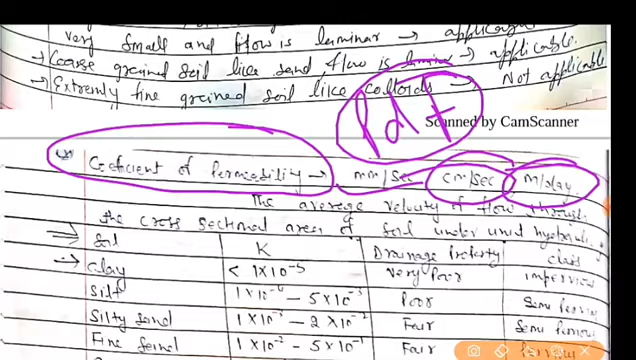 very small and flow is laminar → applicable
→ Coarse grained soil like sand, flow is laminar → applicable.
→ Extremly fine grained soil like colloids → Not applicable
Pdf
Scanned by CamScanner
Coefficient of Permeability → mm/sec cm/sec m/day
The average velocity of flow through
the cross sectional area of soil under unit hydraulic
Soil K Drainage Property class
→ Clay < 1×10⁻⁵ Very Poor impervious
Silt 1×10⁻⁶ – 5×10⁻³ Poor Semi
Silty sand 1×10⁻³ – 2×10⁻² Fair Semi
Fine sand 1×10⁻² – 5×10⁻¹ Fair